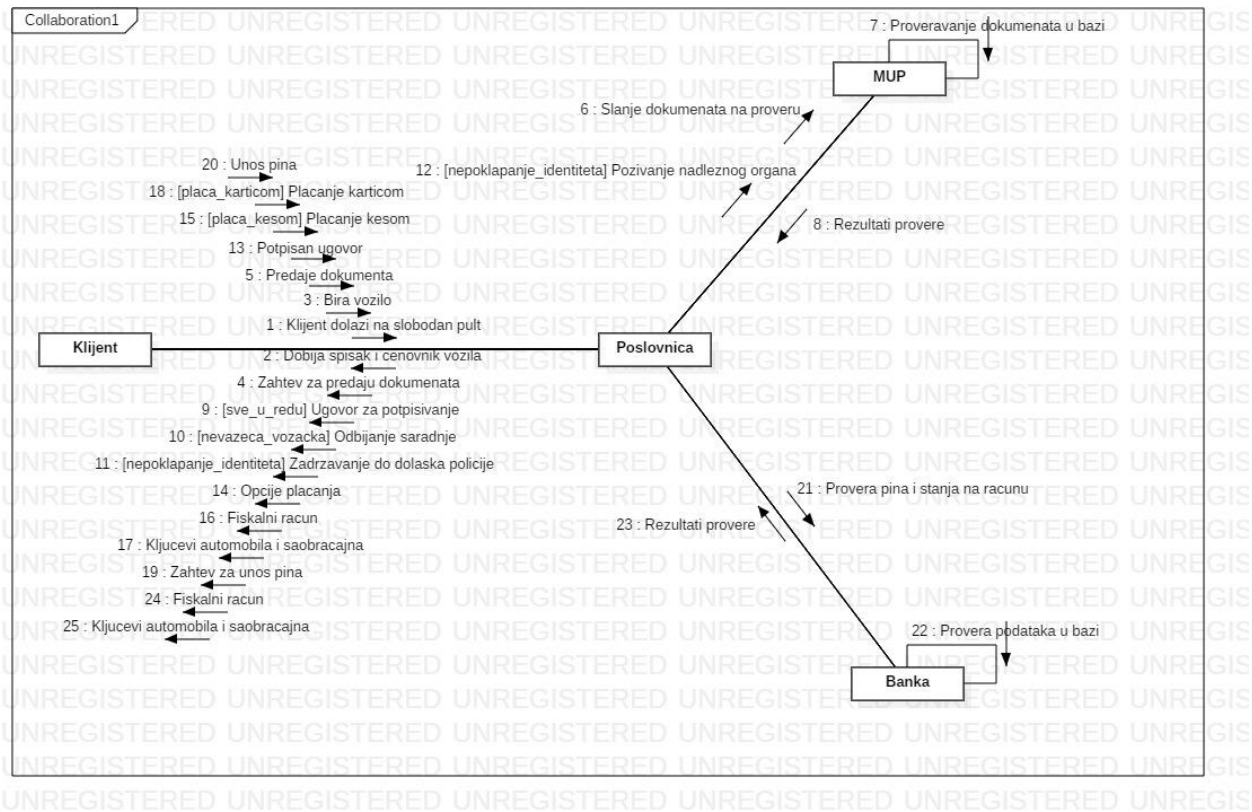 Collaboration1
7 : Proveravanje dokumenata u bazi
MUP
6 : Slanje dokumenata na proveru
12 : [nepoklapanje_identiteta] Pozivanje nadleznog organa
8 : Rezultati provere
20 : Unos pina
18 : [placa_karticom] Placanje karticom
15 : [placa_kesom] Placanje kesom
13 : Potpisan ugovor
5 : Predaje dokumenta
3 : Bira vozilo
1 : Klijent dolazi na slobodan pult
Klijent
Poslovnica
2 : Dobija spisak i cenovnik vozila
4 : Zahtev za predaju dokumenata
9 : [sve_u_redu] Ugovor za potpisivanje
10 : [nevazeca_vozacka] Odbijanje saradnje
11 : [nepoklapanje_identiteta] Zadrzavanje do dolaska policije
14 : Opcije placanja
16 : Fiskalni racun
17 : Kljucevi automobila i saobracajna
19 : Zahtev za unos pina
24 : Fiskalni racun
25 : Kljucevi automobila i saobracajna
21 : Provera pina i stanja na racunu
23 : Rezultati provere
22 : Provera podataka u bazi
Banka
UNREGISTERED